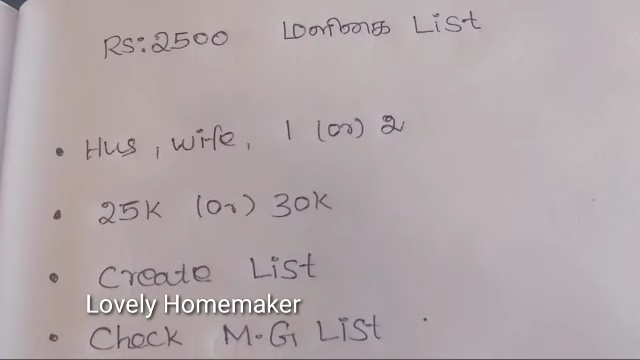 Rs:2500 மளிகை List
• Hus, wife, 1 (or) 2
• 25K (or) 30K
• Create List
Lovely Homemaker
• Check M.G List